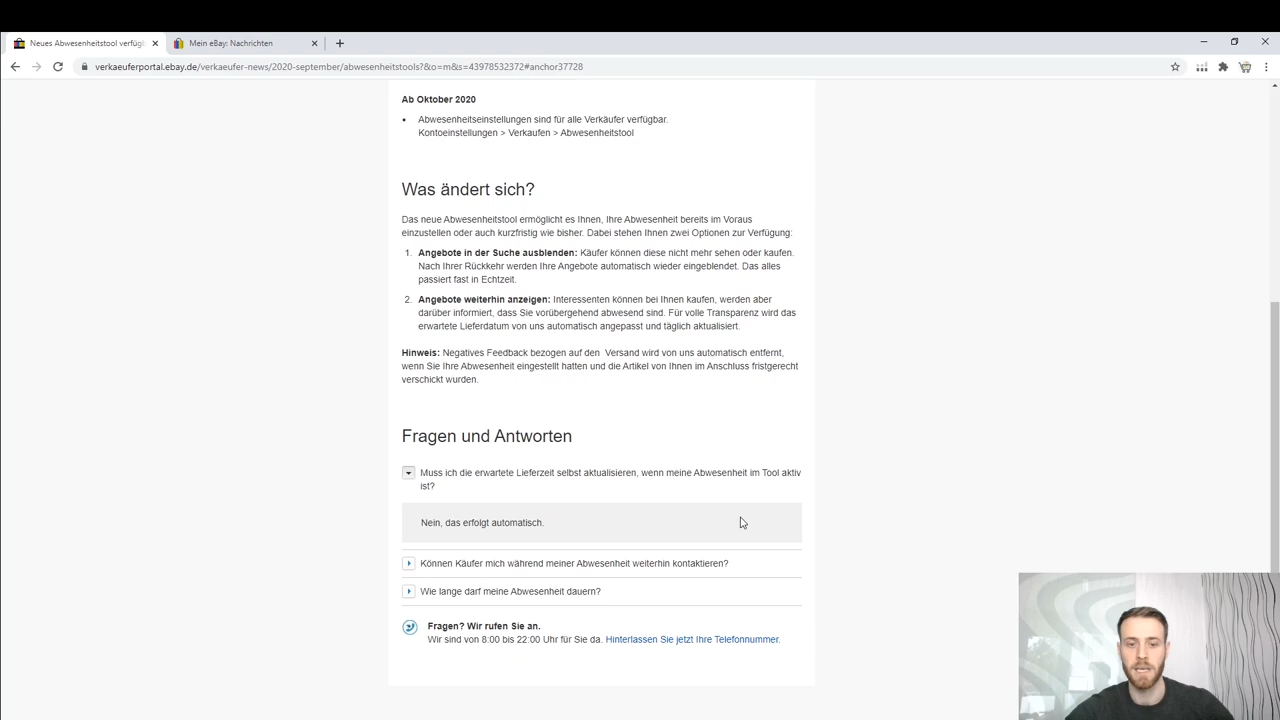 Neues Abwesenheitstool verfügb
Mein eBay: Nachrichten
verkaeuferportal.ebay.de/verkaeufer-news/2020-september/abwesenheitstools?&o=m&s=43978532372#anchor37728
Ab Oktober 2020
• Abwesenheitseinstellungen sind für alle Verkäufer verfügbar.
Kontoeinstellungen > Verkaufen > Abwesenheitstool
Was ändert sich?
Das neue Abwesenheitstool ermöglicht es Ihnen, Ihre Abwesenheit bereits im Voraus
einzustellen oder auch kurzfristig wie bisher. Dabei stehen Ihnen zwei Optionen zur Verfügung:
1. Angebote in der Suche ausblenden: Käufer können diese nicht mehr sehen oder kaufen.
Nach Ihrer Rückkehr werden Ihre Angebote automatisch wieder eingeblendet. Das alles
passiert fast in Echtzeit.
2. Angebote weiterhin anzeigen: Interessenten können bei Ihnen kaufen, werden aber
darüber informiert, dass Sie vorübergehend abwesend sind. Für volle Transparenz wird das
erwartete Lieferdatum von uns automatisch angepasst und täglich aktualisiert.
Hinweis: Negatives Feedback bezogen auf den Versand wird von uns automatisch entfernt,
wenn Sie Ihre Abwesenheit eingestellt hatten und die Artikel von Ihnen im Anschluss fristgerecht
verschickt wurden.
Fragen und Antworten
Muss ich die erwartete Lieferzeit selbst aktualisieren, wenn meine Abwesenheit im Tool aktiv
ist?
Nein, das erfolgt automatisch.
Können Käufer mich während meiner Abwesenheit weiterhin kontaktieren?
Wie lange darf meine Abwesenheit dauern?
Fragen? Wir rufen Sie an.
Wir sind von 8:00 bis 22:00 Uhr für Sie da. Hinterlassen Sie jetzt Ihre Telefonnummer.